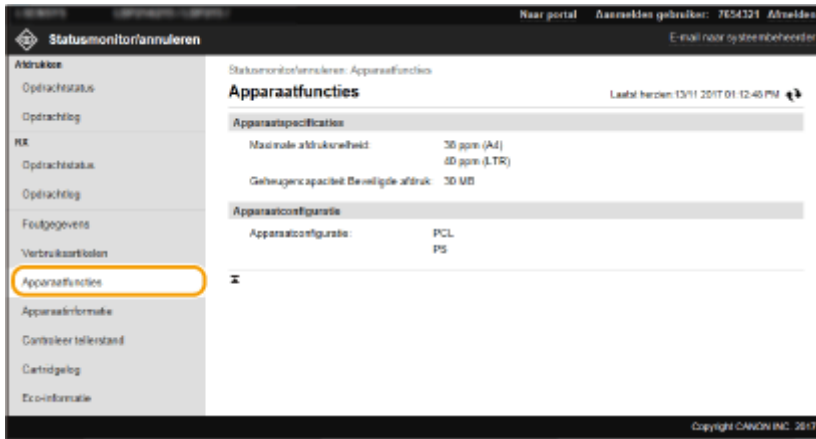 Naar portal Aanmelden gebruiker: 7654321 Afmelden
Statusmonitor/annuleren
E-mail naar systeembeheerder
Afdrukken
Opdrachtstatus
Opdrachtlog
RX
Opdrachtstatus
Opdrachtlog
Foutgegevens
Verbruiksartikelen
Apparaatfuncties
Apparaatinformatie
Controleer tellerstand
Cartridgelog
Eco-informatie
Statusmonitor/annuleren: Apparaatfuncties
Apparaatfuncties
Laatst herzien:13/11 2017 01:12:48 PM
Apparaatspecificaties
Maximale afdruksnelheid: 38 ppm (A4)
40 ppm (LTR)
Geheugencapaciteit Beveiligde afdruk: 30 MB
Apparaatconfiguratie
Apparaatconfiguratie: PCL
PS
Copyright CANON INC. 2017